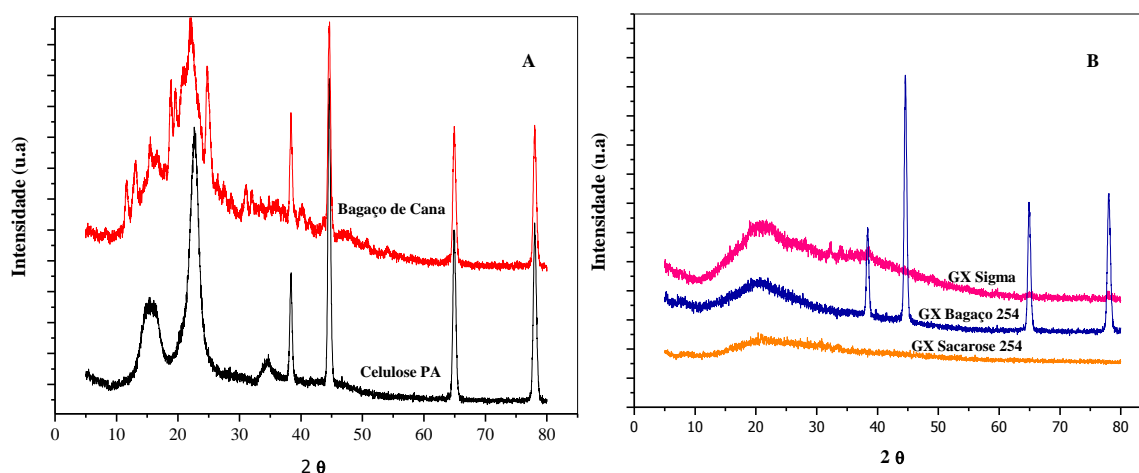 A
Intensidade (u.a)
Bagaço de Cana
Celulose PA
0 10 20 30 40 50 60 70 80
2 θ
B
Intensidade (u.a)
GX Sigma
GX Bagaço 254
GX Sacarose 254
0 10 20 30 40 50 60 70 80
2 θ